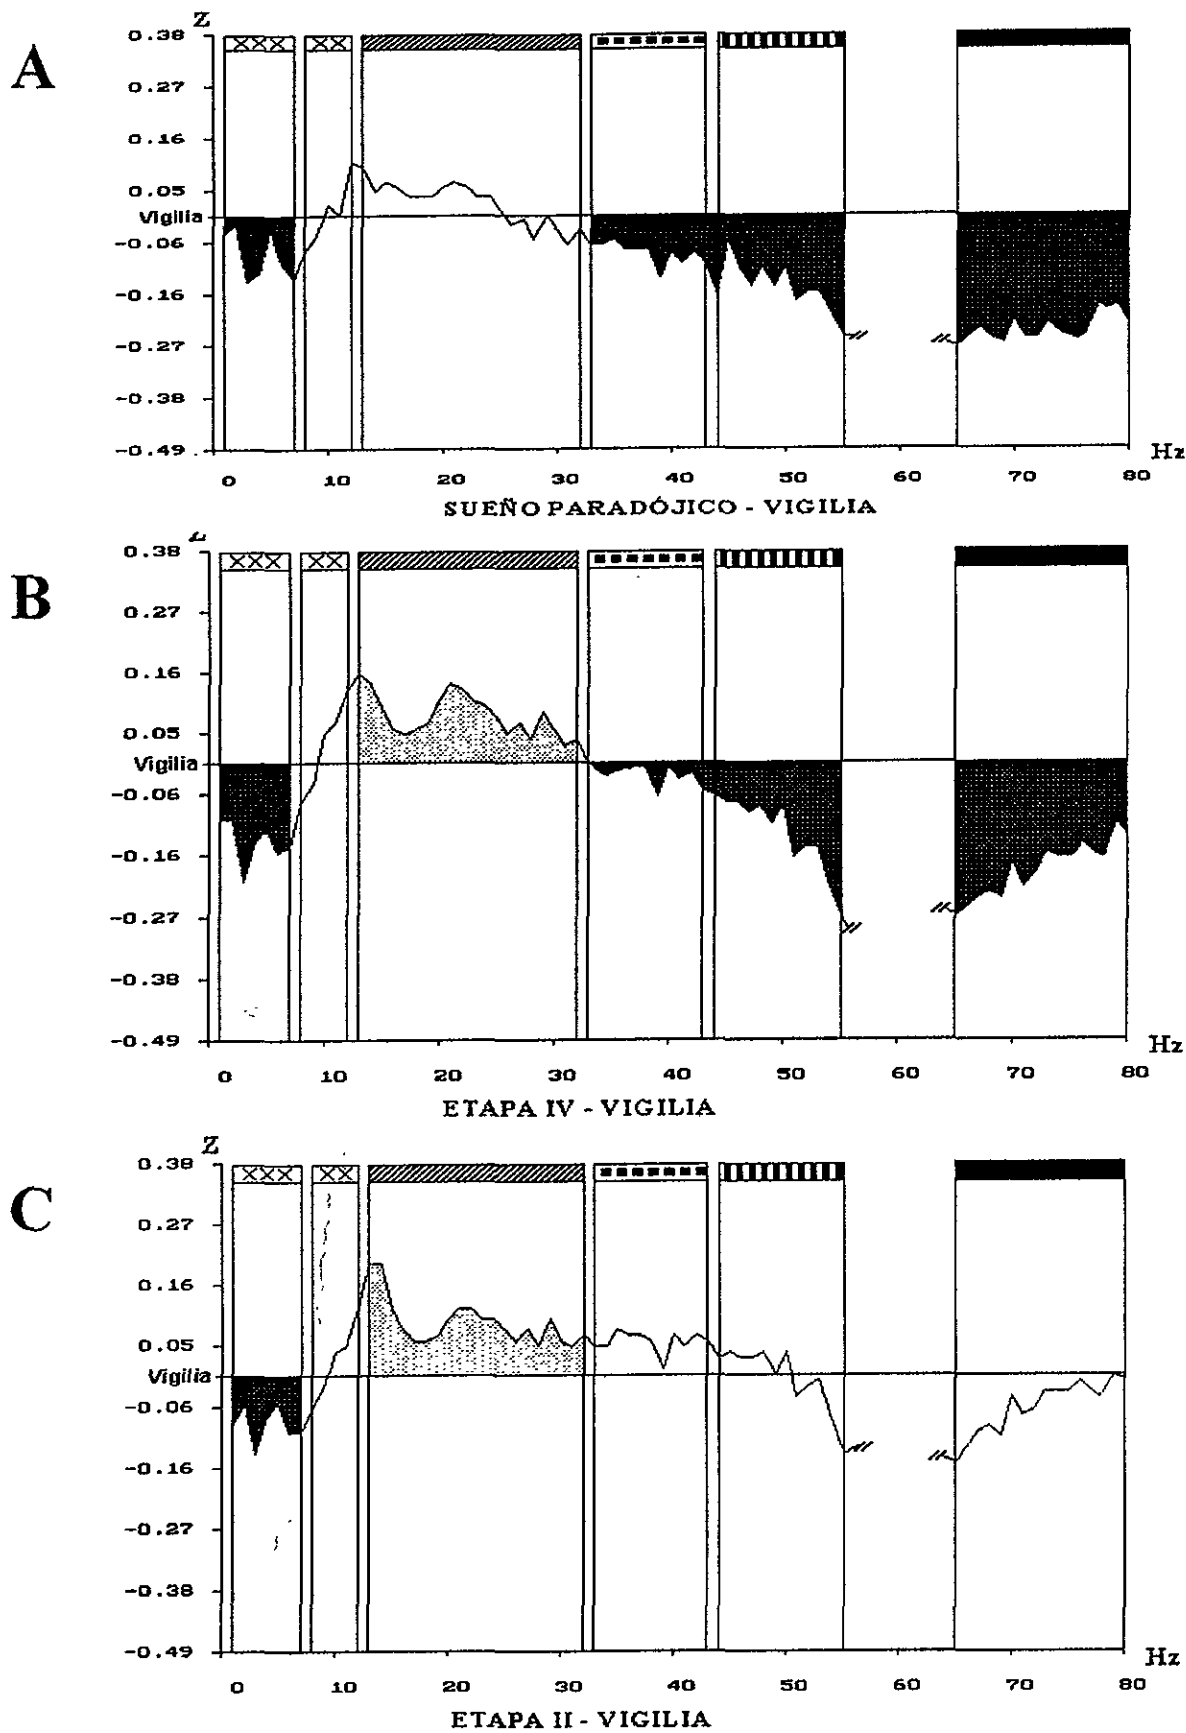 A
Z
0.38
0.27
0.16
0.05
Vigilia
-0.06
-0.16
-0.27
-0.38
-0.49
Hz
0 10 20 30 40 50 60 70 80
SUEÑO PARADÓJICO - VIGILIA
B
0.38
0.27
0.16
0.05
Vigilia
-0.06
-0.16
-0.27
-0.38
-0.49
Hz
0 10 20 30 40 50 60 70 80
ETAPA IV - VIGILIA
C
Z
0.38
0.27
0.16
0.05
Vigilia
-0.06
-0.16
-0.27
-0.38
-0.49
Hz
0 10 20 30 40 50 60 70 80
ETAPA II - VIGILIA